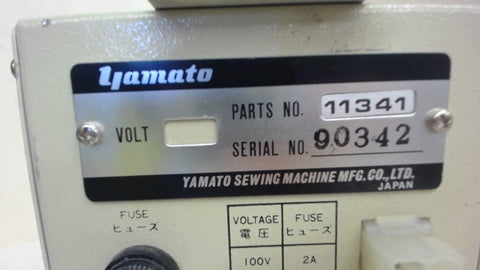 yamato
PARTS NO. 11341
VOLT
SERIAL NO. 90342
YAMATO SEWING MACHINE MFG.CO.,LTD.
JAPAN
FUSE
ヒューズ
VOLTAGE FUSE
電圧 ヒューズ
100V 2A